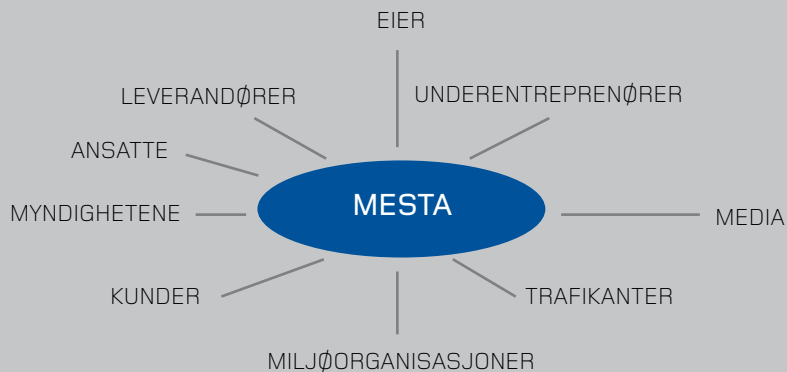 EIER
LEVERANDØRER
UNDERENTREPRENØRER
ANSATTE
MESTA
MYNDIGHETENE
MEDIA
KUNDER
TRAFIKANTER
MILJØORGANISASJONER